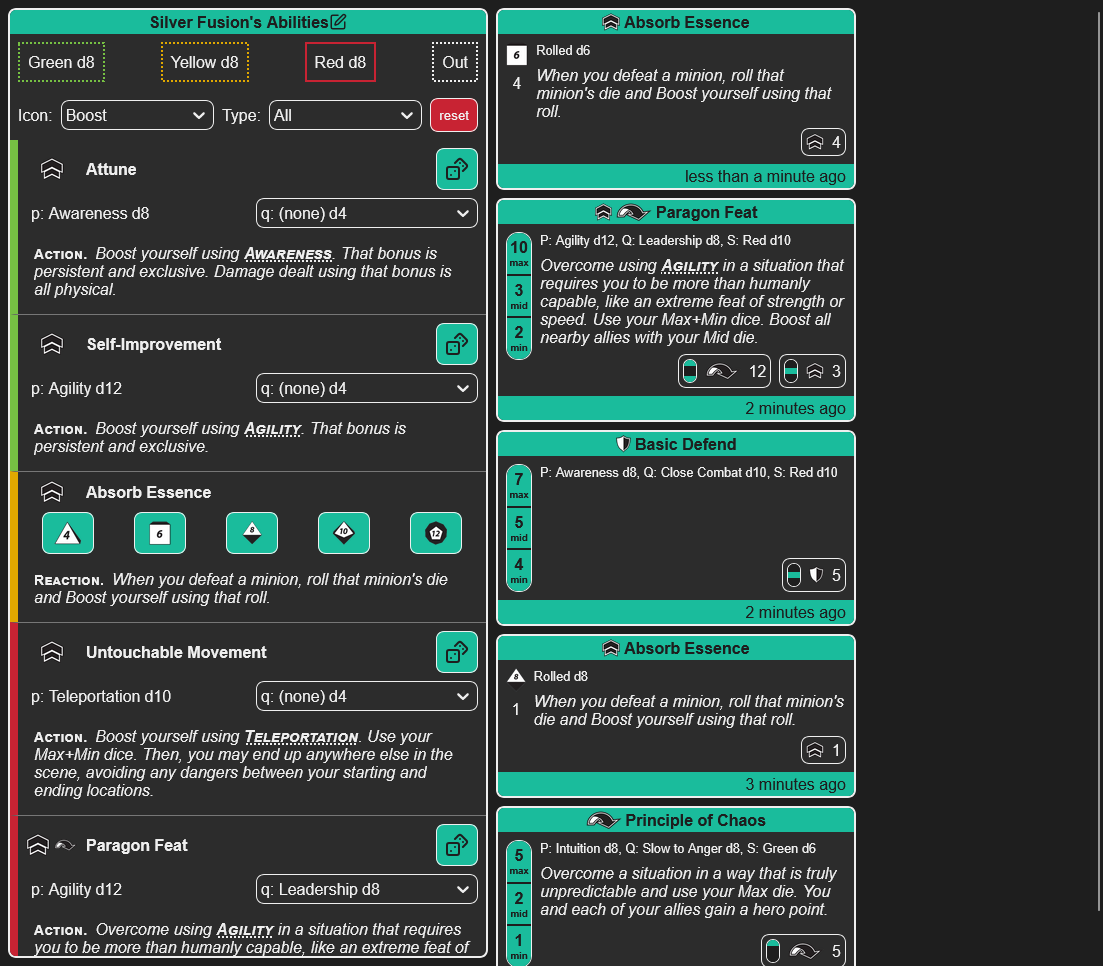 Silver Fusion's Abilities
Green d8
Yellow d8
Red d8
Out
Icon:
Boost
Type:
All
reset
Attune
p: Awareness d8
q: (none) d4
Action. Boost yourself using Awareness. That bonus is
persistent and exclusive. Damage dealt using that bonus is
all physical.
Self-Improvement
p: Agility d12
q: (none) d4
Action. Boost yourself using Agility. That bonus is
persistent and exclusive.
Absorb Essence
4
6
8
10
12
Reaction. When you defeat a minion, roll that minion's die
and Boost yourself using that roll.
Untouchable Movement
p: Teleportation d10
q: (none) d4
Action. Boost yourself using Teleportation. Use your
Max+Min dice. Then, you may end up anywhere else in the
scene, avoiding any dangers between your starting and
ending locations.
Paragon Feat
p: Agility d12
q: Leadership d8
Action. Overcome using Agility in a situation that requires
you to be more than humanly capable, like an extreme feat of
Absorb Essence
6
Rolled d6
4
When you defeat a minion, roll that
minion's die and Boost yourself using that
roll.
4
less than a minute ago
Paragon Feat
10
max
3
mid
2
min
P: Agility d12, Q: Leadership d8, S: Red d10
Overcome using Agility in a situation that
requires you to be more than humanly
capable, like an extreme feat of strength or
speed. Use your Max+Min dice. Boost all
nearby allies with your Mid die.
12
3
2 minutes ago
Basic Defend
7
max
5
mid
4
min
P: Awareness d8, Q: Close Combat d10, S: Red d10
5
2 minutes ago
Absorb Essence
8
Rolled d8
1
When you defeat a minion, roll that minion's
die and Boost yourself using that roll.
1
3 minutes ago
Principle of Chaos
5
max
2
mid
1
min
P: Intuition d8, Q: Slow to Anger d8, S: Green d6
Overcome a situation in a way that is truly
unpredictable and use your Max die. You
and each of your allies gain a hero point.
5